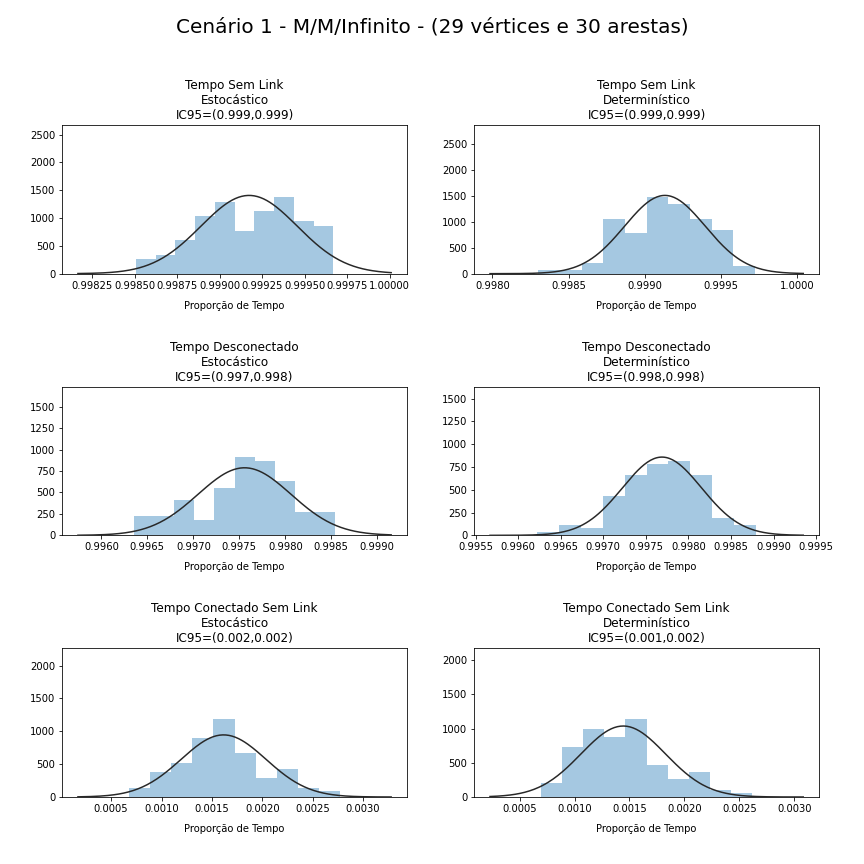 Cenário 1 - M/M/Infinito - (29 vértices e 30 arestas)
Tempo Sem Link
Estocástico
IC95=(0.999,0.999)
2500
2000
1500
1000
500
0
0.99825 0.99850 0.99875 0.99900 0.99925 0.99950 0.99975 1.00000
Proporção de Tempo
Tempo Sem Link
Determinístico
IC95=(0.999,0.999)
2500
2000
1500
1000
500
0
0.9980 0.9985 0.9990 0.9995 1.0000
Proporção de Tempo
Tempo Desconectado
Estocástico
IC95=(0.997,0.998)
1500
1250
1000
750
500
250
0
0.9960 0.9965 0.9970 0.9975 0.9980 0.9985 0.9990
Proporção de Tempo
Tempo Desconectado
Determinístico
IC95=(0.998,0.998)
1500
1250
1000
750
500
250
0
0.9955 0.9960 0.9965 0.9970 0.9975 0.9980 0.9985 0.9990 0.9995
Proporção de Tempo
Tempo Conectado Sem Link
Estocástico
IC95=(0.002,0.002)
2000
1500
1000
500
0
0.0005 0.0010 0.0015 0.0020 0.0025 0.0030
Proporção de Tempo
Tempo Conectado Sem Link
Determinístico
IC95=(0.001,0.002)
2000
1500
1000
500
0
0.0005 0.0010 0.0015 0.0020 0.0025 0.0030
Proporção de Tempo